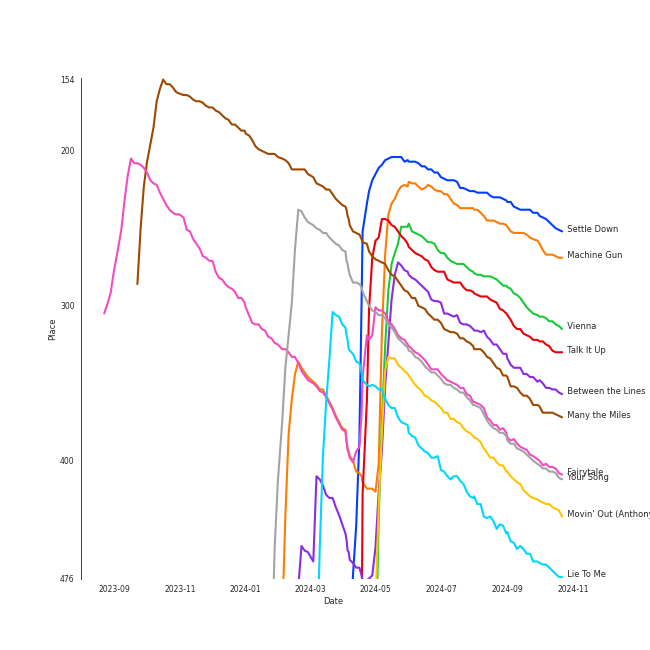 154
200
300
400
476
Place
2023-09
2023-11
2024-01
2024-03
2024-05
2024-07
2024-09
2024-11
Date
Settle Down
Machine Gun
Vienna
Talk It Up
Between the Lines
Many the Miles
Fairytale
Your Song
Movin' Out (Anthony
Lie To Me